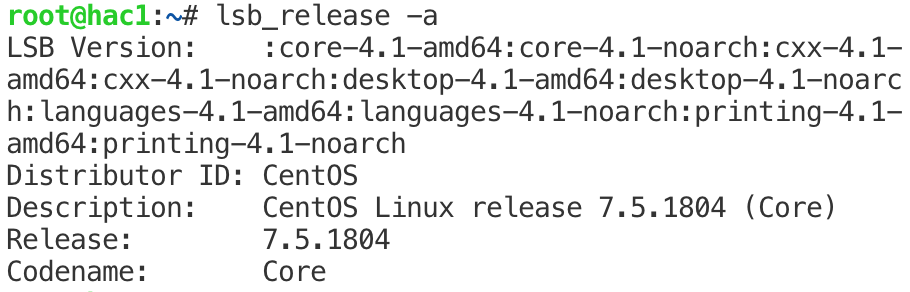 root@hac1:~# lsb_release -a
LSB Version:    :core-4.1-amd64:core-4.1-noarch:cxx-4.1-
amd64:cxx-4.1-noarch:desktop-4.1-amd64:desktop-4.1-noarc
h:languages-4.1-amd64:languages-4.1-noarch:printing-4.1-
amd64:printing-4.1-noarch
Distributor ID: CentOS
Description:    CentOS Linux release 7.5.1804 (Core)
Release:        7.5.1804
Codename:       Core